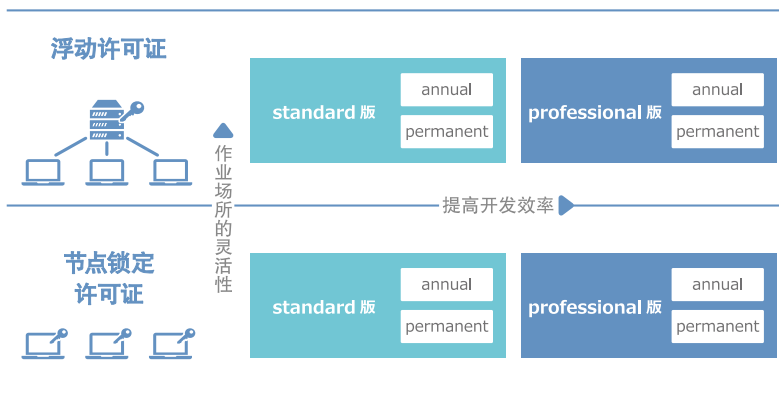 浮动许可证
standard 版
annual
permanent
professional 版
annual
permanent
作业场所的灵活性
提高开发效率
节点锁定
许可证
standard 版
annual
permanent
professional 版
annual
permanent